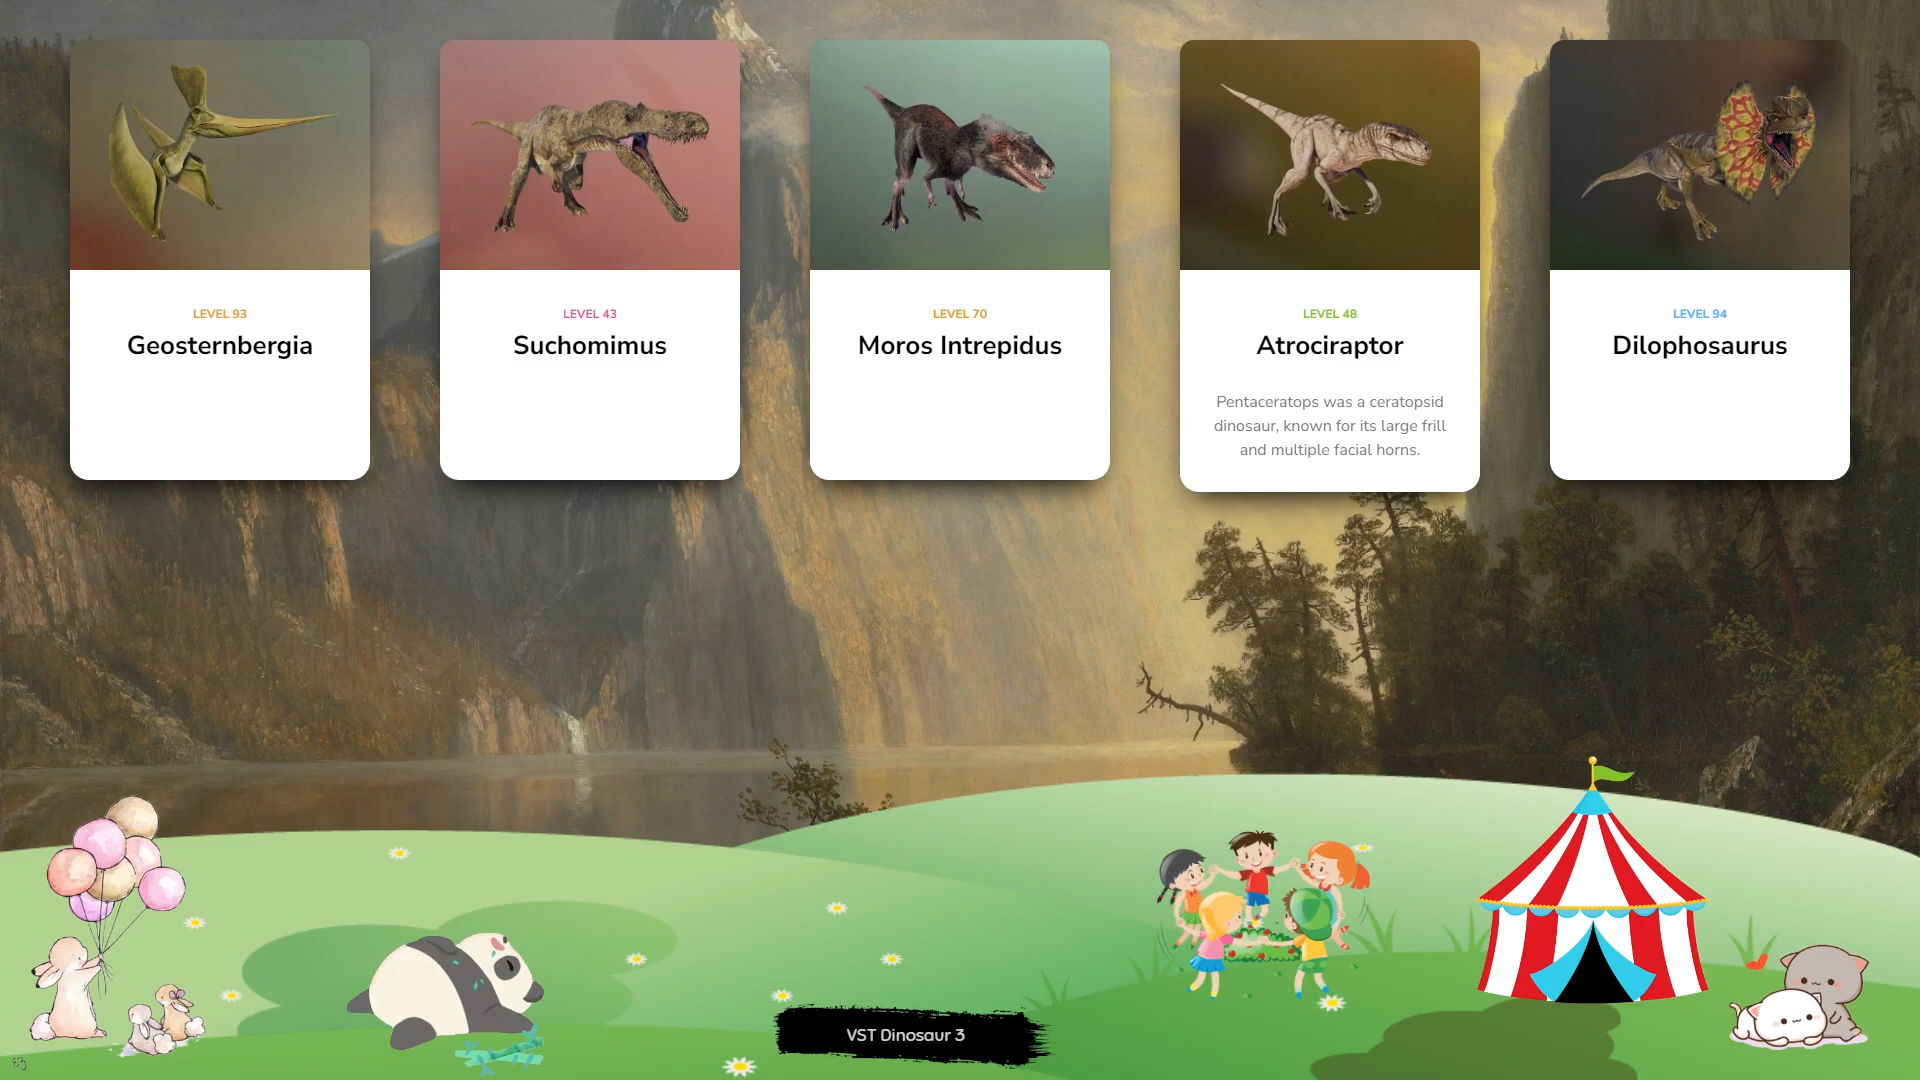 LEVEL 93
Geosternbergia
LEVEL 43
Suchomimus
LEVEL 70
Moros Intrepidus
LEVEL 48
Atrociraptor
Pentaceratops was a ceratopsid
dinosaur, known for its large frill
and multiple facial horns.
LEVEL 94
Dilophosaurus
VST Dinosaur 3